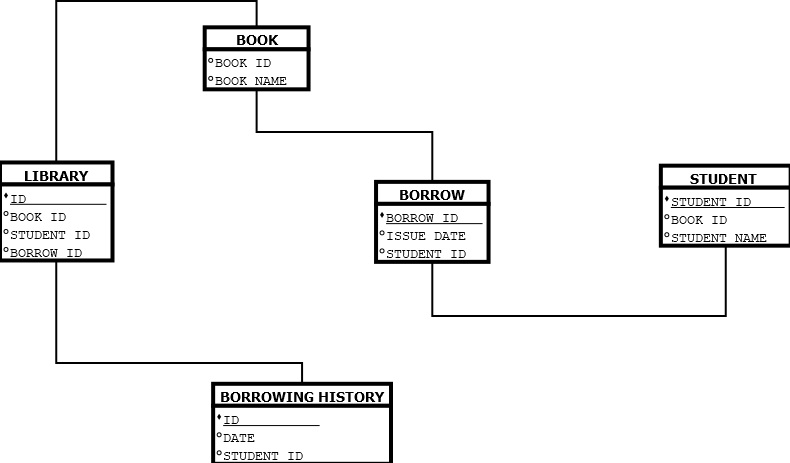 BOOK
BOOK ID
BOOK NAME
LIBRARY
ID
BOOK ID
STUDENT ID
BORROW ID
BORROW
BORROW ID
ISSUE DATE
STUDENT ID
STUDENT
STUDENT ID
BOOK ID
STUDENT NAME
BORROWING HISTORY
ID
DATE
STUDENT ID